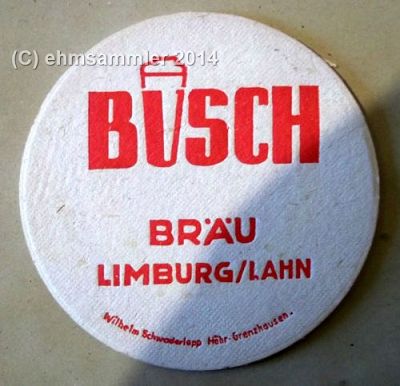 (C) ehmsammler 2014
BUSCH
BRÄU
LIMBURG/LAHN
Wilhelm Schwaderlapp Höhr-Grenzhausen.